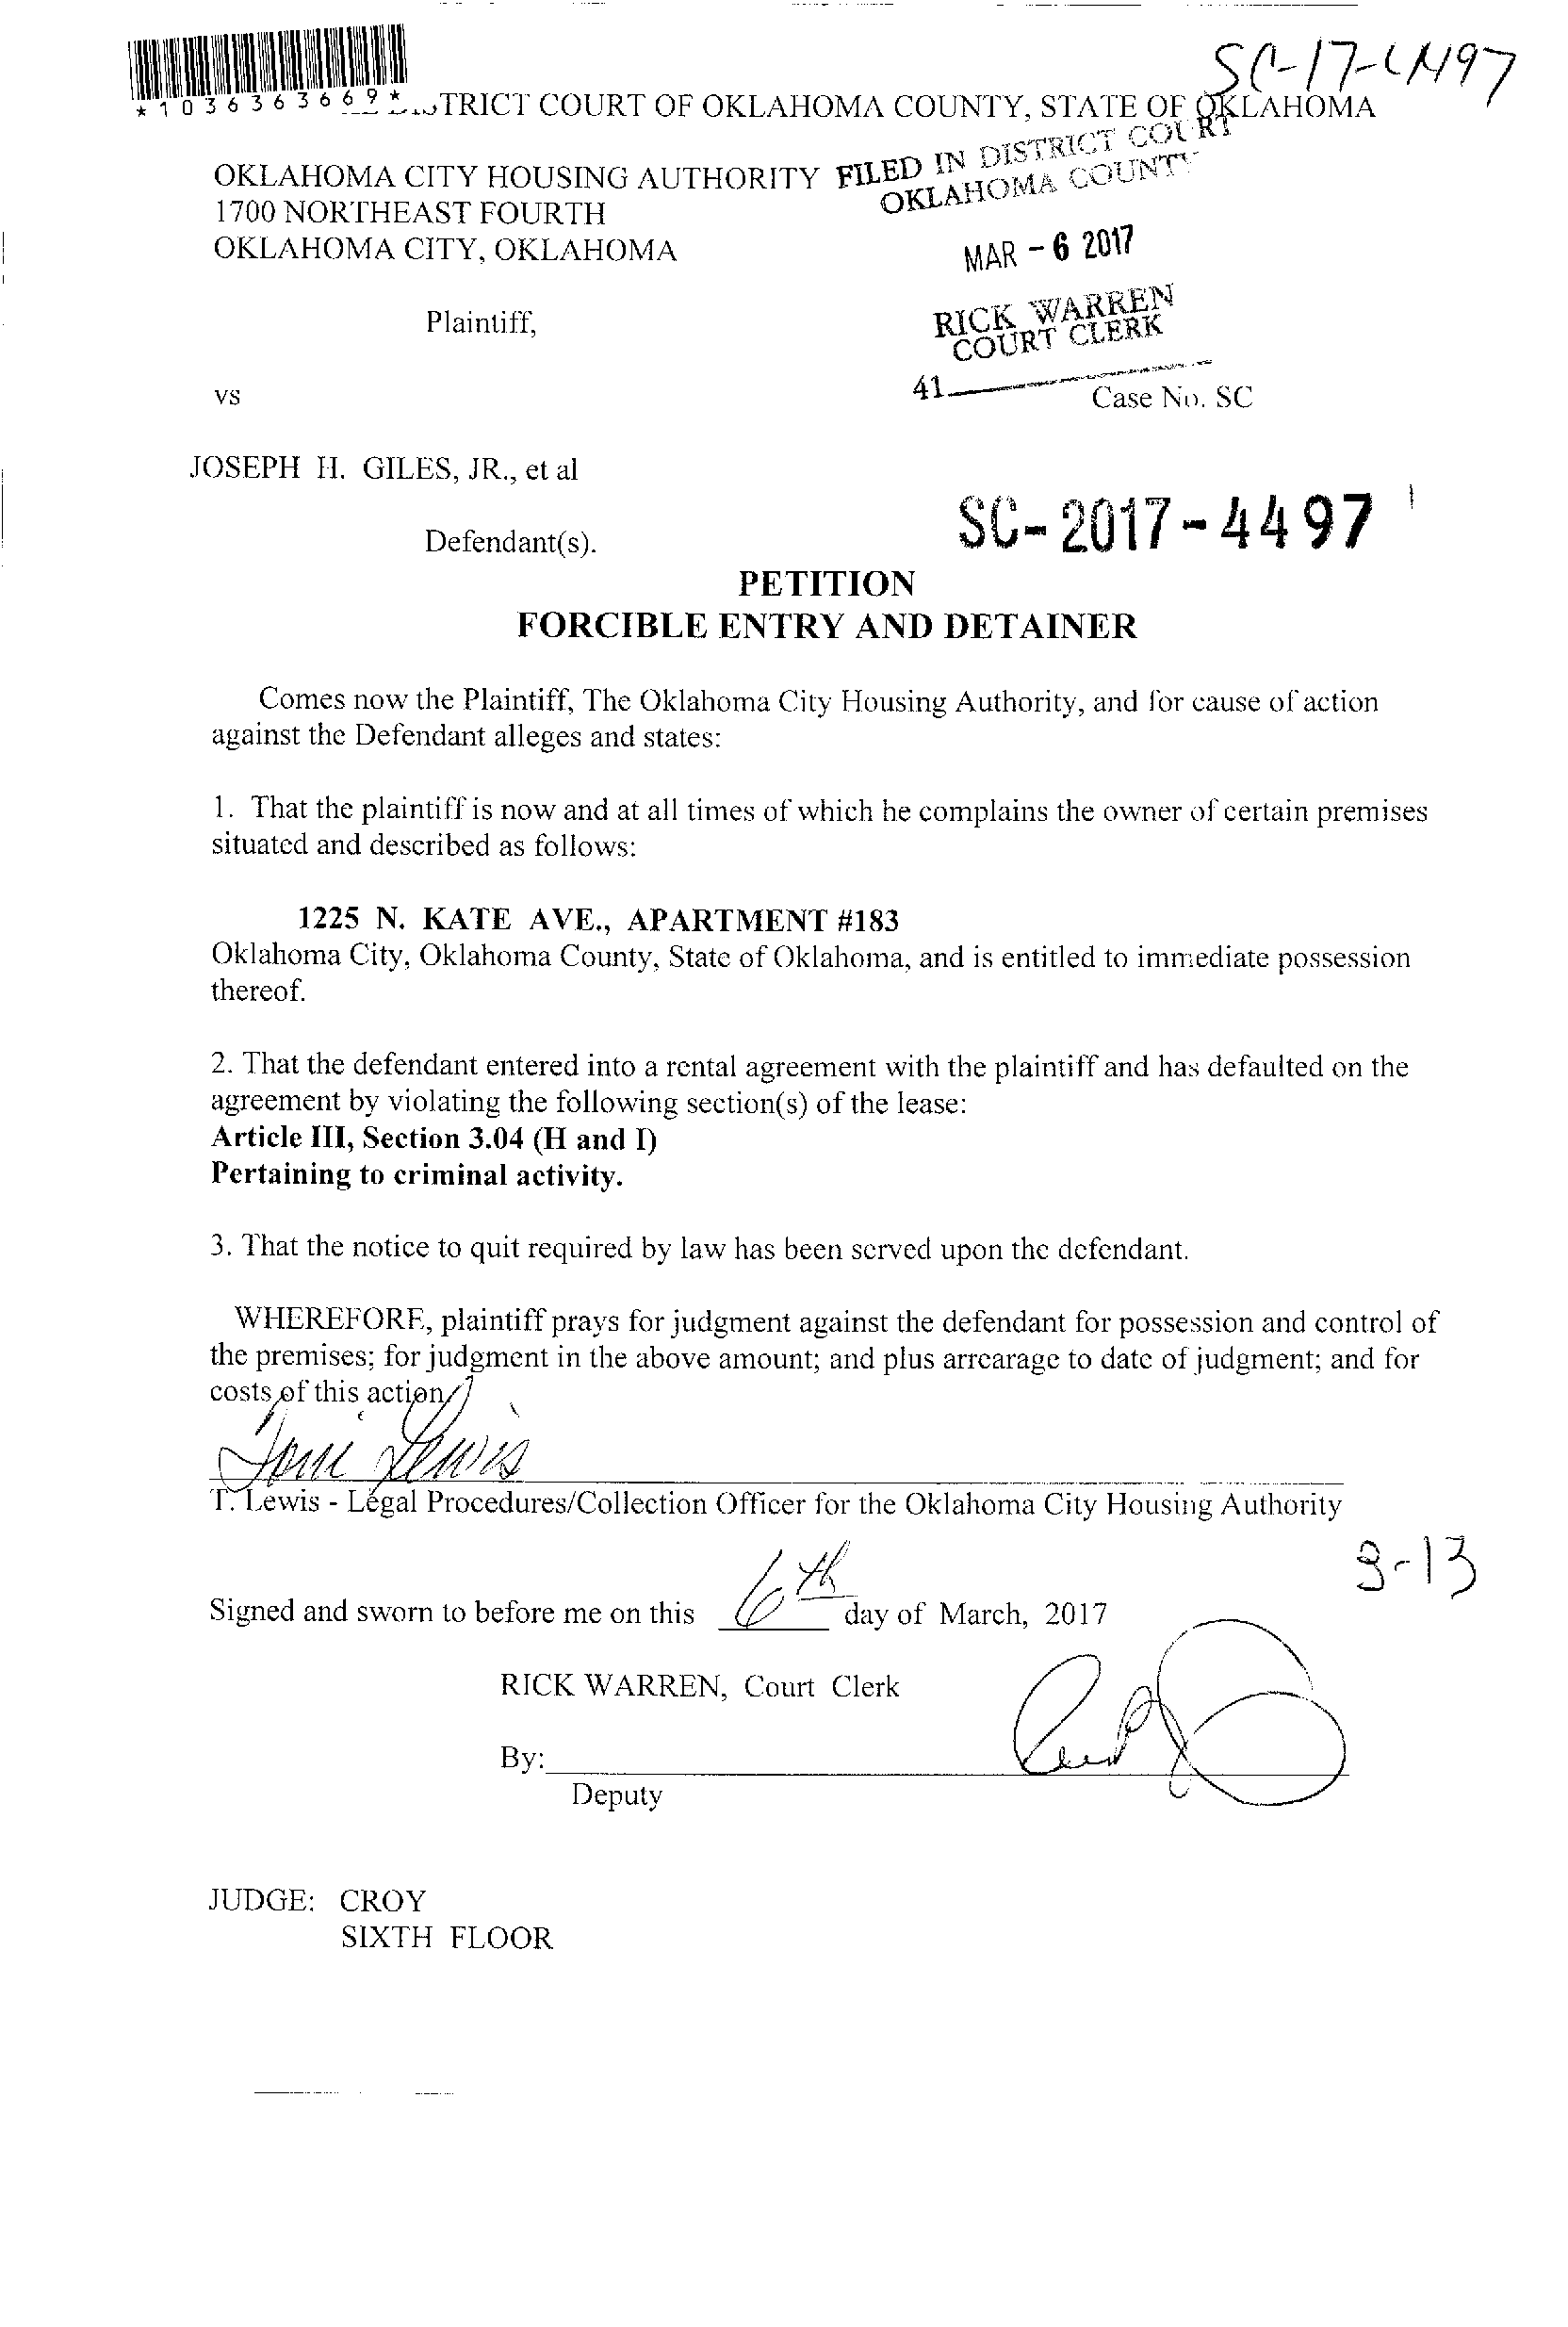 SC-17-4497
*1036363669*
TRICT COURT OF OKLAHOMA COUNTY, STATE OF OKLAHOMA
OKLAHOMA CITY HOUSING AUTHORITY
1700 NORTHEAST FOURTH
OKLAHOMA CITY, OKLAHOMA
FILED IN DISTRICT COURT
OKLAHOMA COUNTY
MAR - 6 2017
RICK WARREN
COURT CLERK
41
Plaintiff,
vs
Case No. SC
JOSEPH H. GILES, JR., et al
SC-2017-4497
Defendant(s).
PETITION
FORCIBLE ENTRY AND DETAINER
Comes now the Plaintiff, The Oklahoma City Housing Authority, and for cause of action
against the Defendant alleges and states:
1. That the plaintiff is now and at all times of which he complains the owner of certain premises
situated and described as follows:
1225 N. KATE AVE., APARTMENT #183
Oklahoma City, Oklahoma County, State of Oklahoma, and is entitled to immediate possession
thereof.
2. That the defendant entered into a rental agreement with the plaintiff and has defaulted on the
agreement by violating the following section(s) of the lease:
Article III, Section 3.04 (H and I)
Pertaining to criminal activity.
3. That the notice to quit required by law has been served upon the defendant.
WHEREFORE, plaintiff prays for judgment against the defendant for possession and control of
the premises; for judgment in the above amount; and plus arrearage to date of judgment; and for
costs of this action.
Toni Lewis
T. Lewis - Legal Procedures/Collection Officer for the Oklahoma City Housing Authority
3-13
Signed and sworn to before me on this 6th day of March, 2017
RICK WARREN, Court Clerk
By:
Deputy
JUDGE: CROY
SIXTH FLOOR